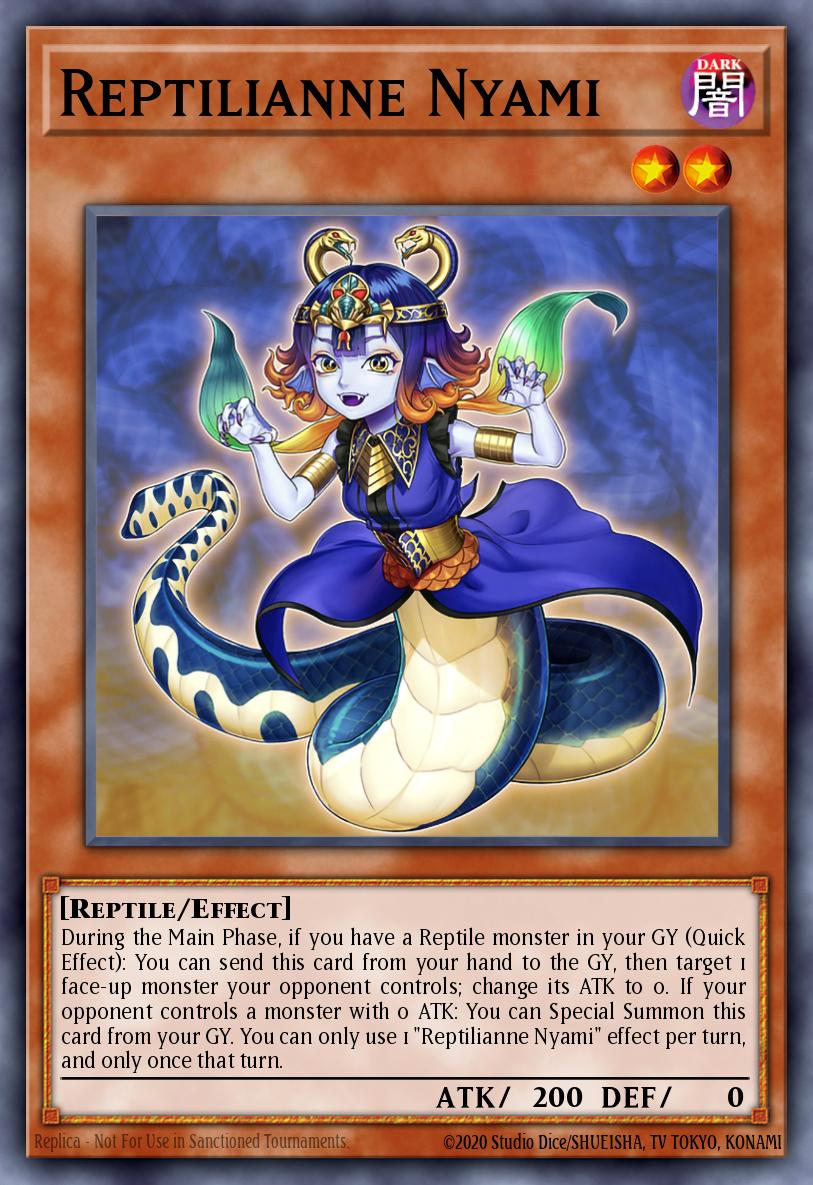 Reptilianne Nyami
DARK
闇
[Reptile/Effect]
During the Main Phase, if you have a Reptile monster in your GY (Quick
Effect): You can send this card from your hand to the GY, then target 1
face-up monster your opponent controls; change its ATK to 0. If your
opponent controls a monster with 0 ATK: You can Special Summon this
card from your GY. You can only use 1 "Reptilianne Nyami" effect per turn,
and only once that turn.
ATK/ 200 DEF/ 0
Replica - Not For Use in Sanctioned Tournaments.
©2020 Studio Dice/SHUEISHA, TV TOKYO, KONAMI